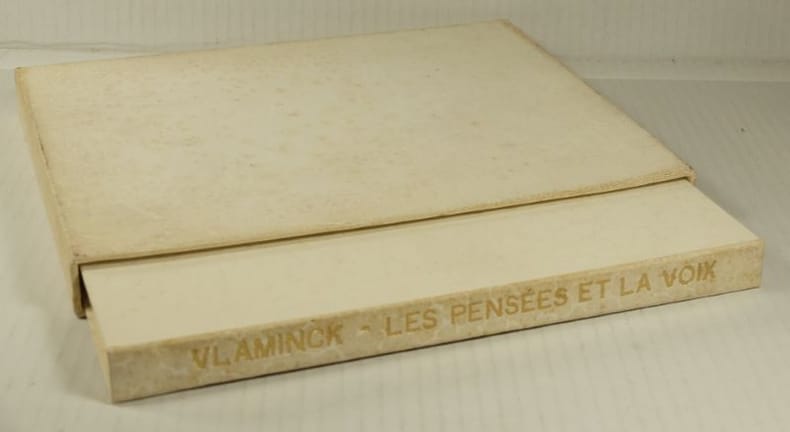 VLAMINCK - LES PENSÉES ET LA VOIX